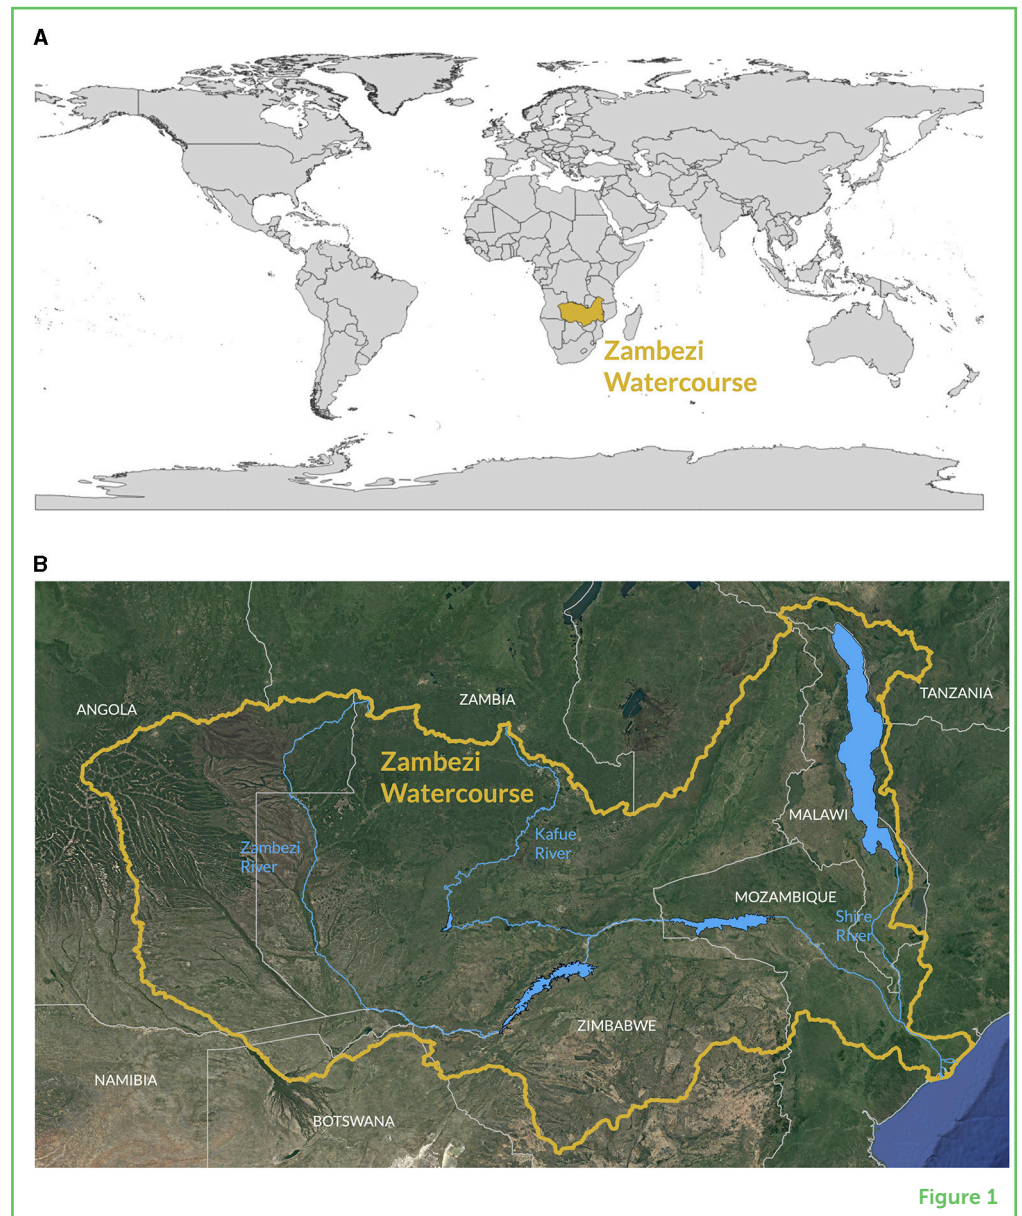 A
Zambezi
Watercourse
B
ANGOLA
ZAMBIA
TANZANIA
Zambezi
Watercourse
MALAWI
Zambezi
River
Kafue
River
MOZAMBIQUE
Shire
River
ZIMBABWE
NAMIBIA
BOTSWANA
Figure 1